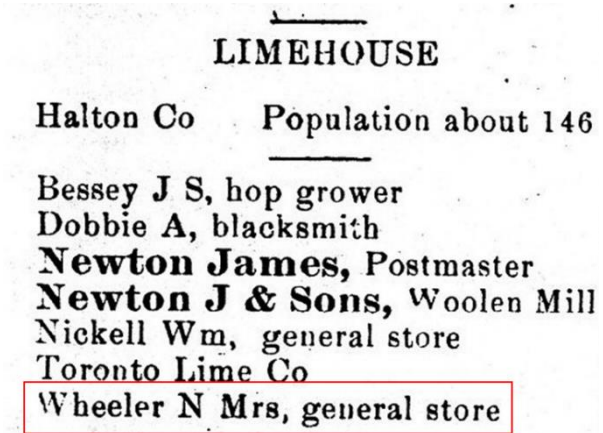 LIMEHOUSE
Halton Co Population about 146
Bessey J S, hop grower
Dobbie A, blacksmith
Newton James, Postmaster
Newton J & Sons, Woolen Mill
Nickell Wm, general store
Toronto Lime Co
Wheeler N Mrs, general store